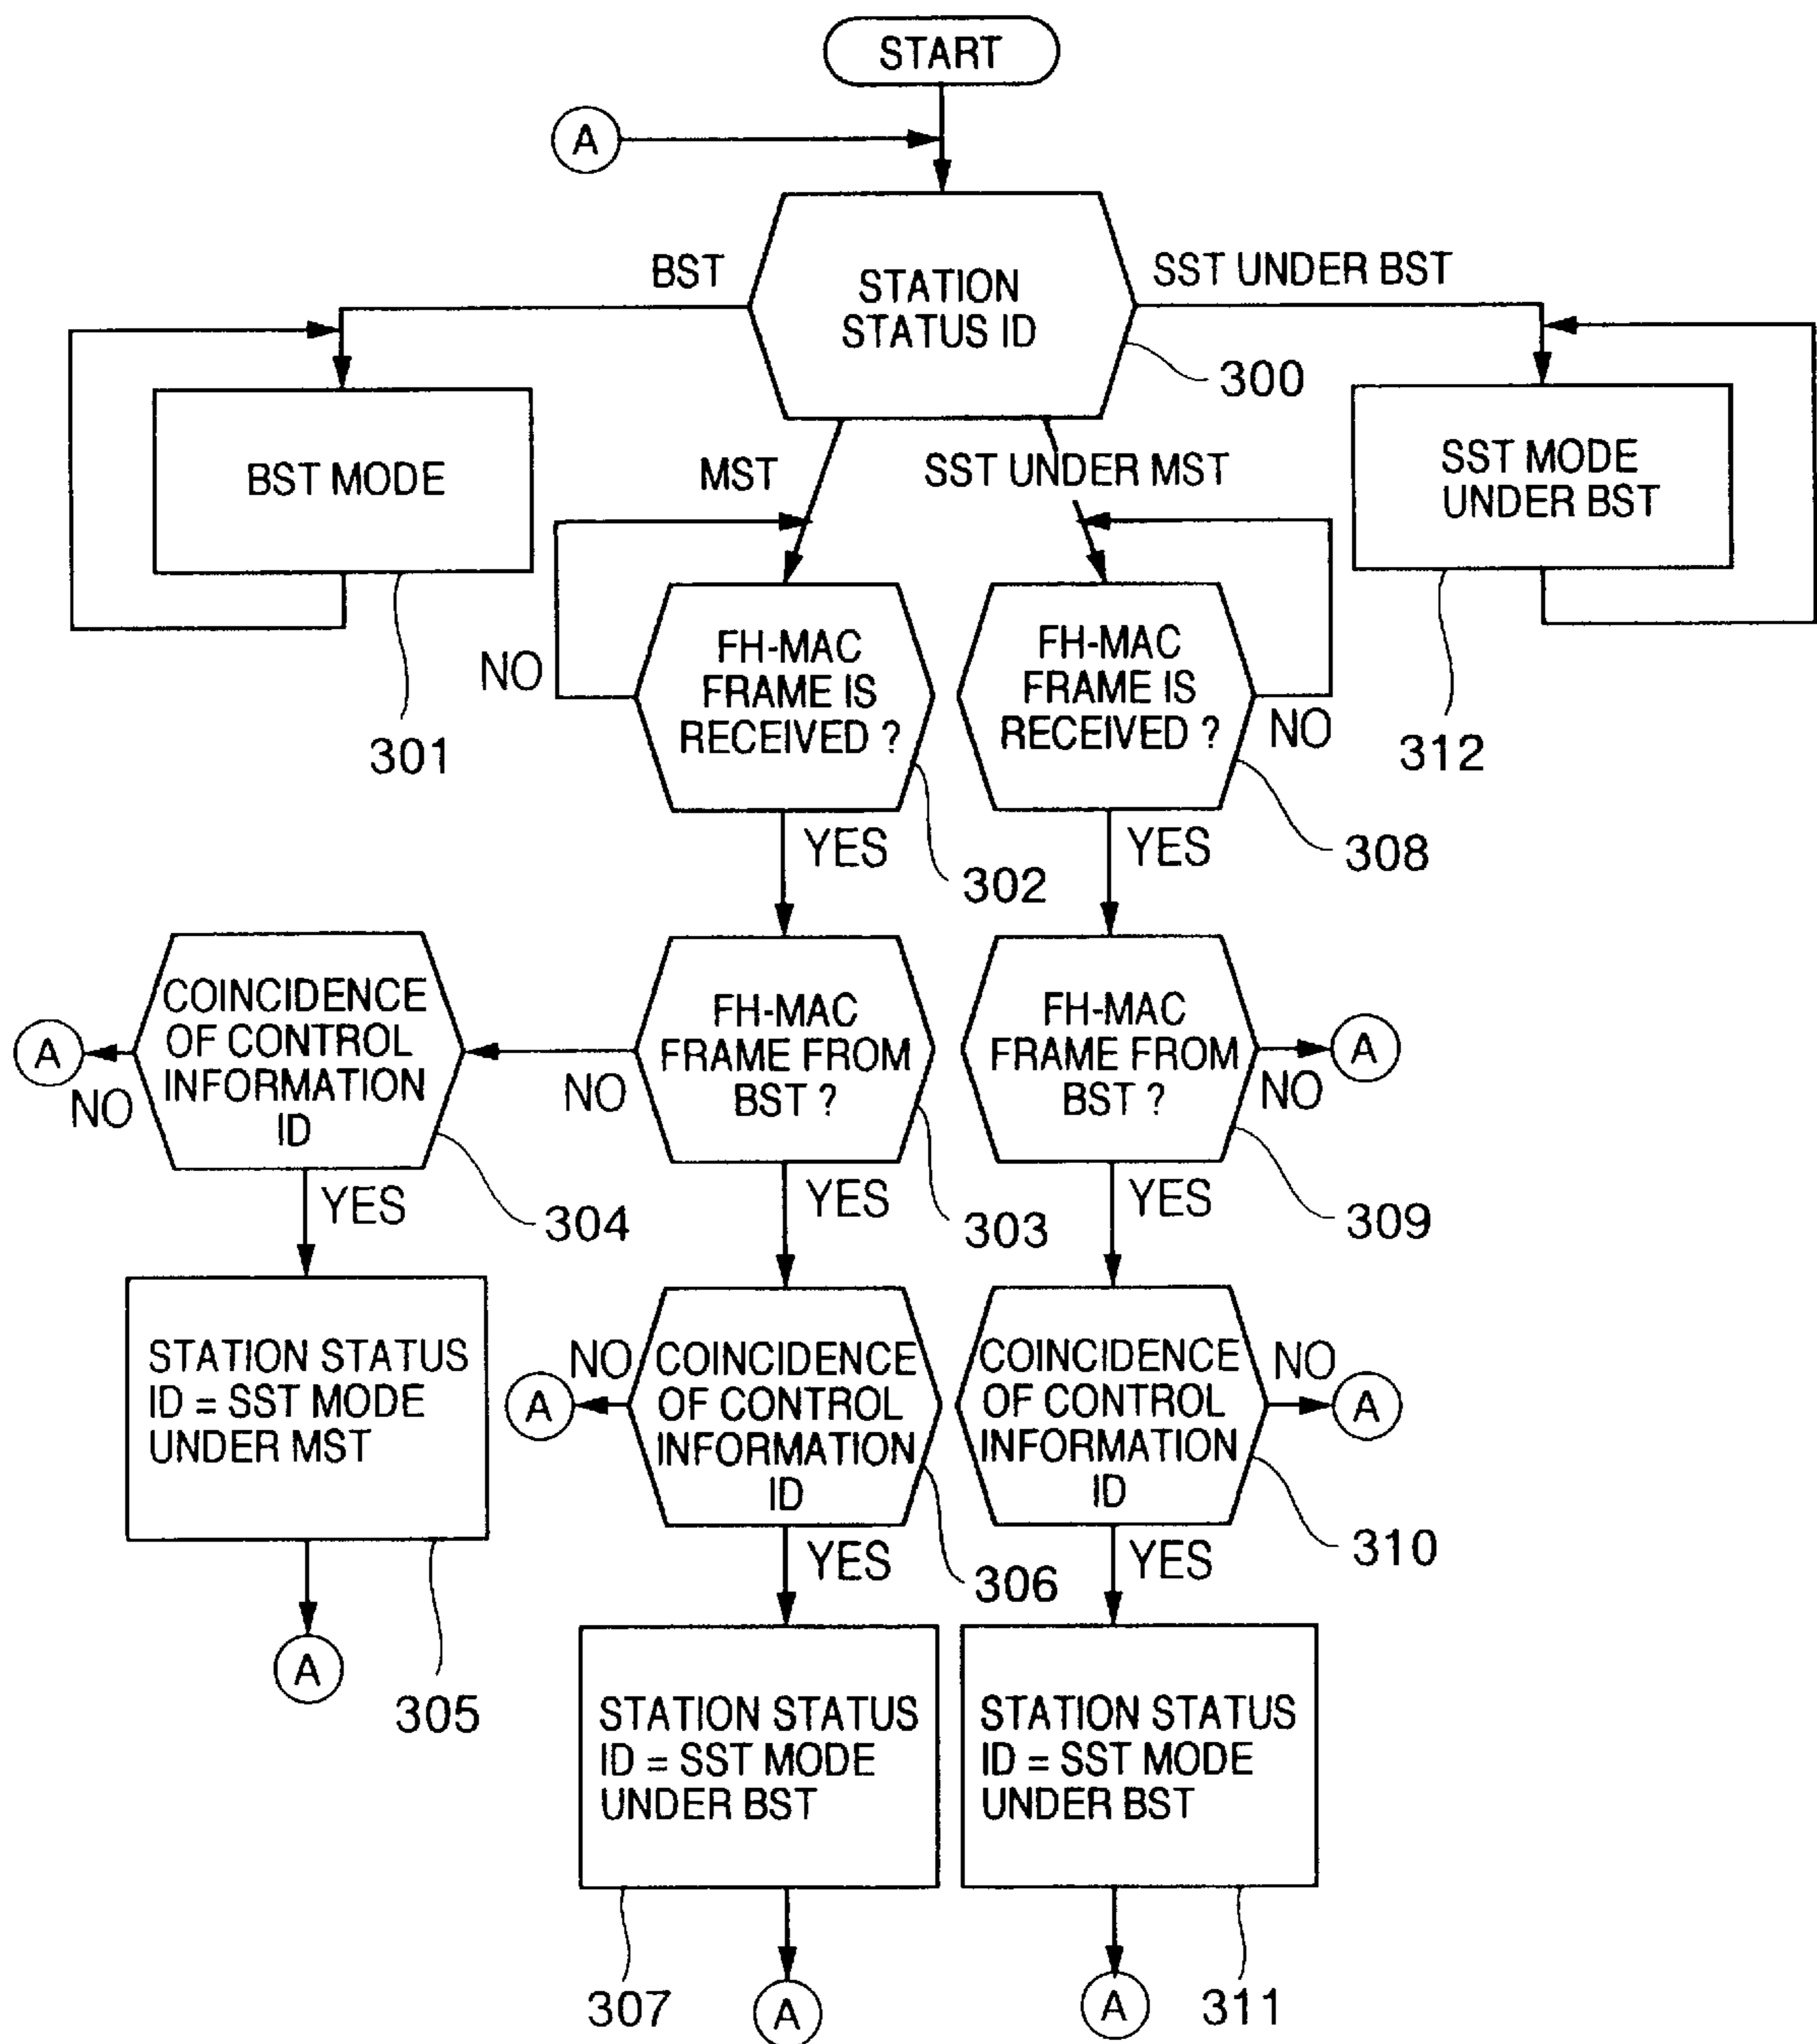 START
A
BST
SST UNDER BST
STATION
STATUS ID
300
BST MODE
MST
SST UNDER MST
SST MODE
UNDER BST
NO
FH-MAC
FRAME IS
RECEIVED ?
FH-MAC
FRAME IS
RECEIVED ?
NO
301
312
YES
302
YES
308
A
NO
COINCIDENCE
OF CONTROL
INFORMATION
ID
NO
FH-MAC
FRAME FROM
BST ?
FH-MAC
FRAME FROM
BST ?
NO
A
YES
304
YES
303
YES
309
STATION STATUS
ID = SST MODE
UNDER MST
A
NO
COINCIDENCE
OF CONTROL
INFORMATION
ID
COINCIDENCE
OF CONTROL
INFORMATION
ID
NO
A
YES
306
YES
310
A
305
STATION STATUS
ID = SST MODE
UNDER BST
STATION STATUS
ID = SST MODE
UNDER BST
307
A
A
311